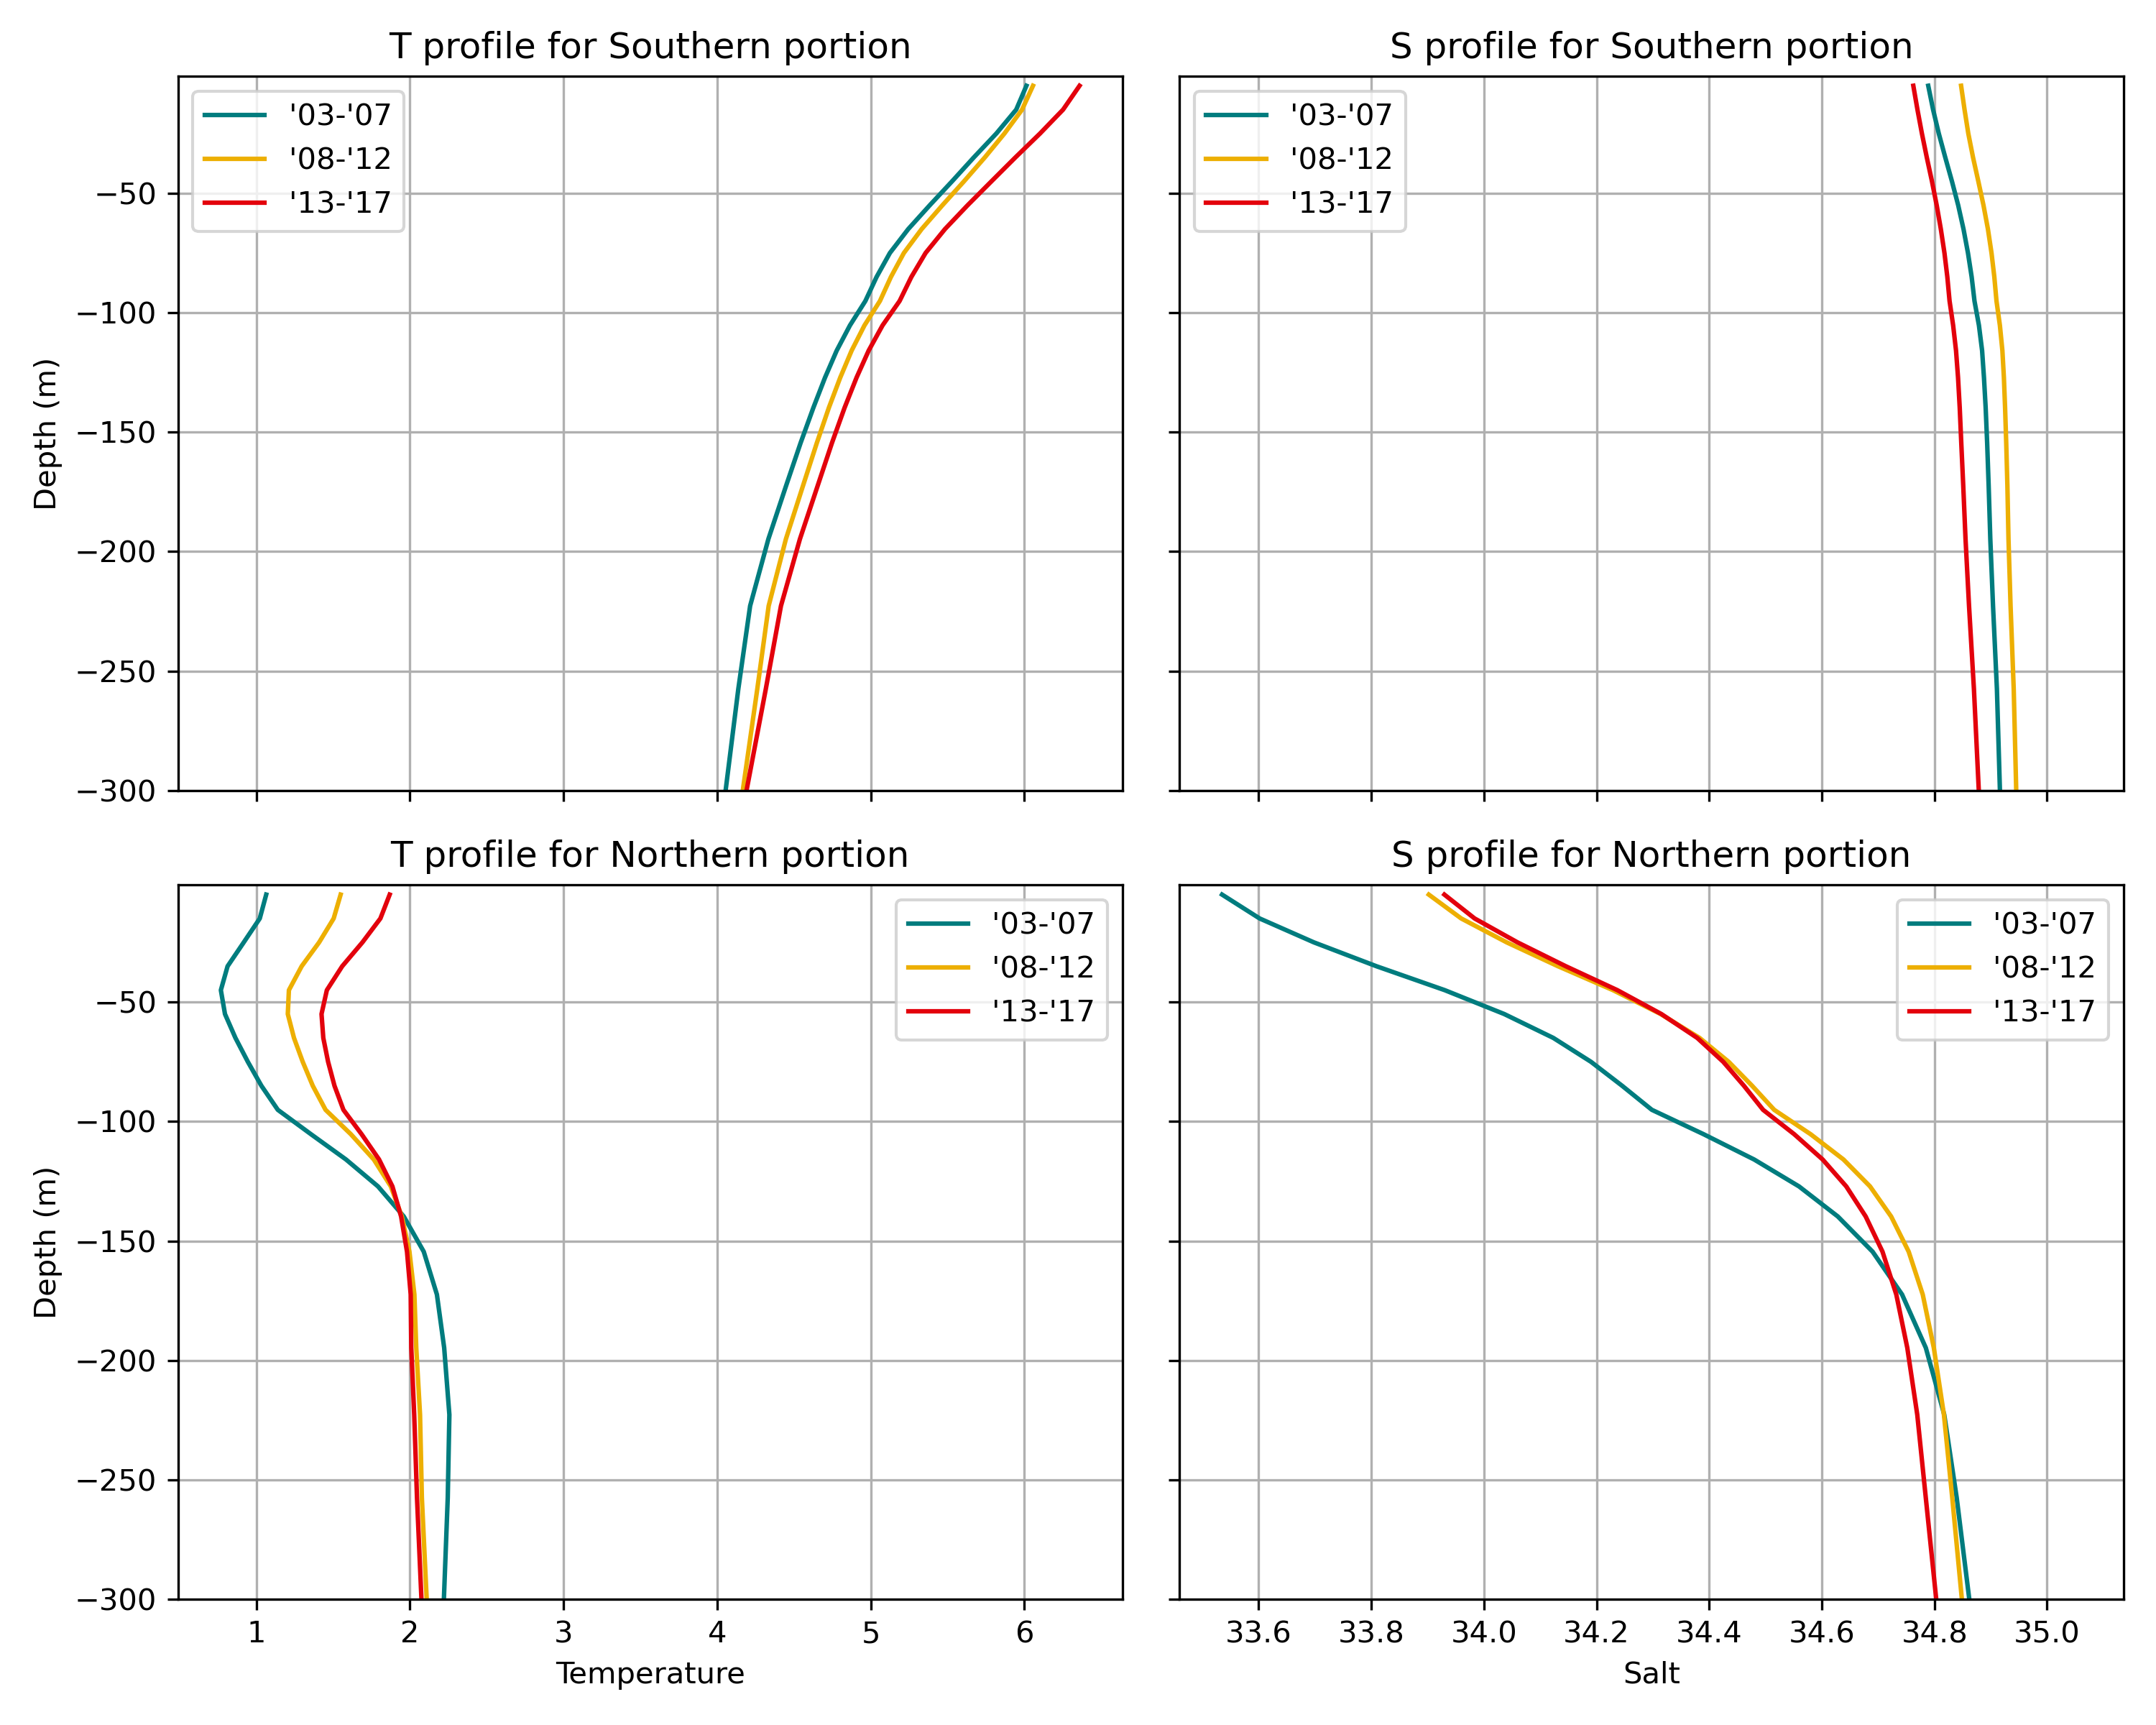 T profile for Southern portion
'03-'07
'08-'12
'13-'17
−50
−100
−150
−200
−250
−300
Depth (m)
S profile for Southern portion
'03-'07
'08-'12
'13-'17
T profile for Northern portion
'03-'07
'08-'12
'13-'17
−50
−100
−150
−200
−250
−300
Depth (m)
1 2 3 4 5 6
Temperature
S profile for Northern portion
'03-'07
'08-'12
'13-'17
33.6 33.8 34.0 34.2 34.4 34.6 34.8 35.0
Salt